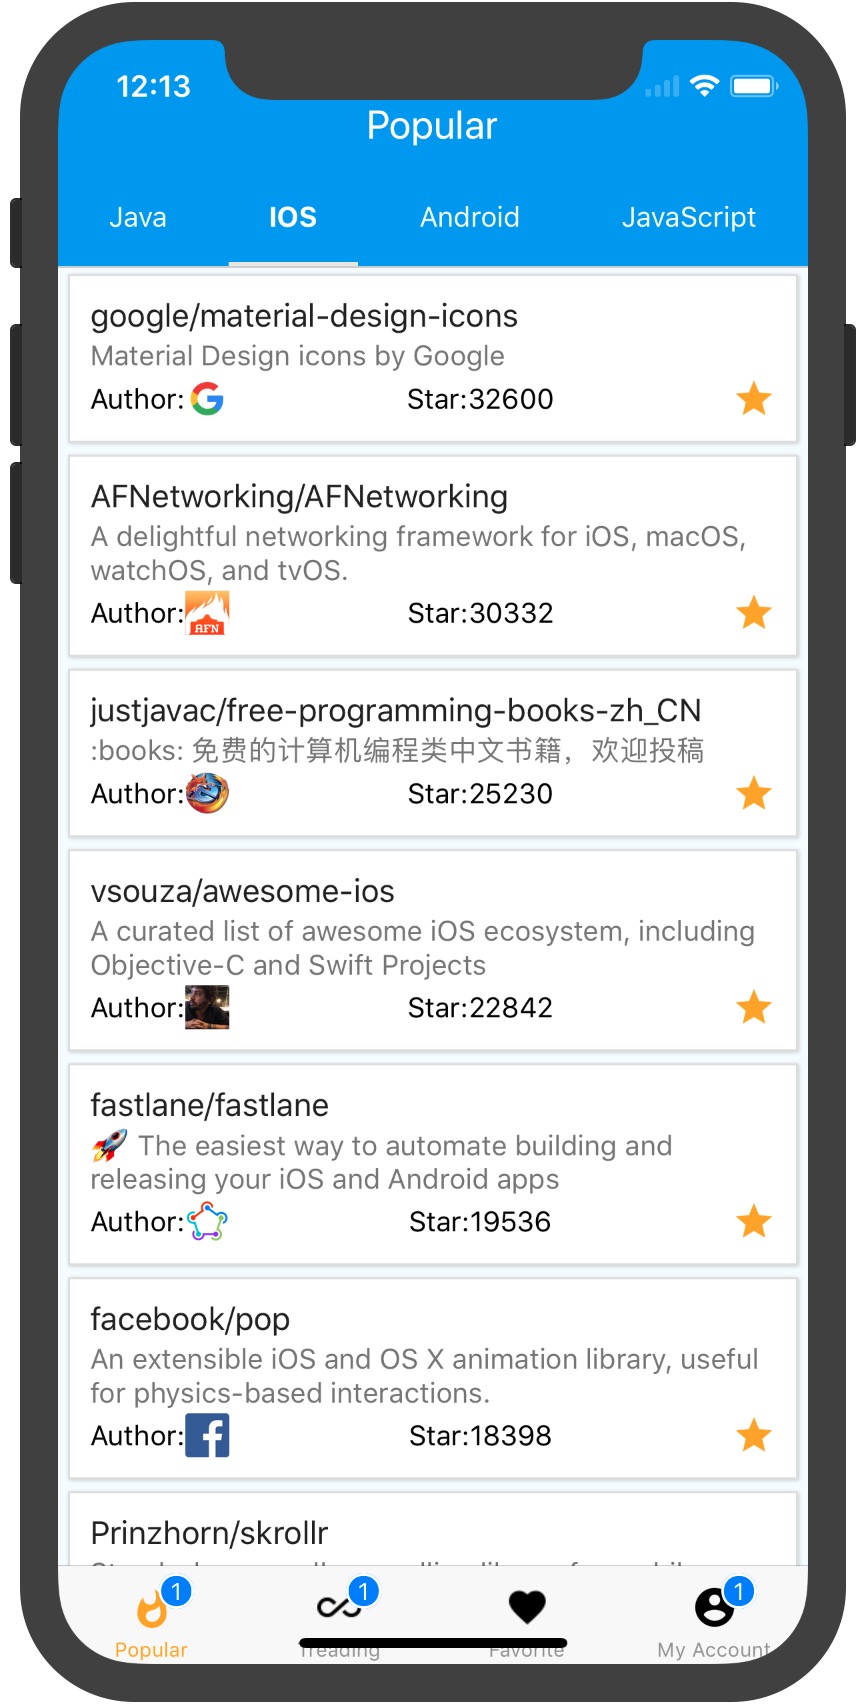 12:13
Popular
Java IOS Android JavaScript
google/material-design-icons
Material Design icons by Google
Author: Star:32600
AFNetworking/AFNetworking
A delightful networking framework for iOS, macOS,
watchOS, and tvOS.
Author: AFN Star:30332
justjavac/free-programming-books-zh_CN
:books: 免费的计算机编程类中文书籍，欢迎投稿
Author: Star:25230
vsouza/awesome-ios
A curated list of awesome iOS ecosystem, including
Objective-C and Swift Projects
Author: Star:22842
fastlane/fastlane
🚀 The easiest way to automate building and
releasing your iOS and Android apps
Author: Star:19536
facebook/pop
An extensible iOS and OS X animation library, useful
for physics-based interactions.
Author: Star:18398
Prinzhorn/skrollr
1 1 1
Popular Treading Favorite My Account